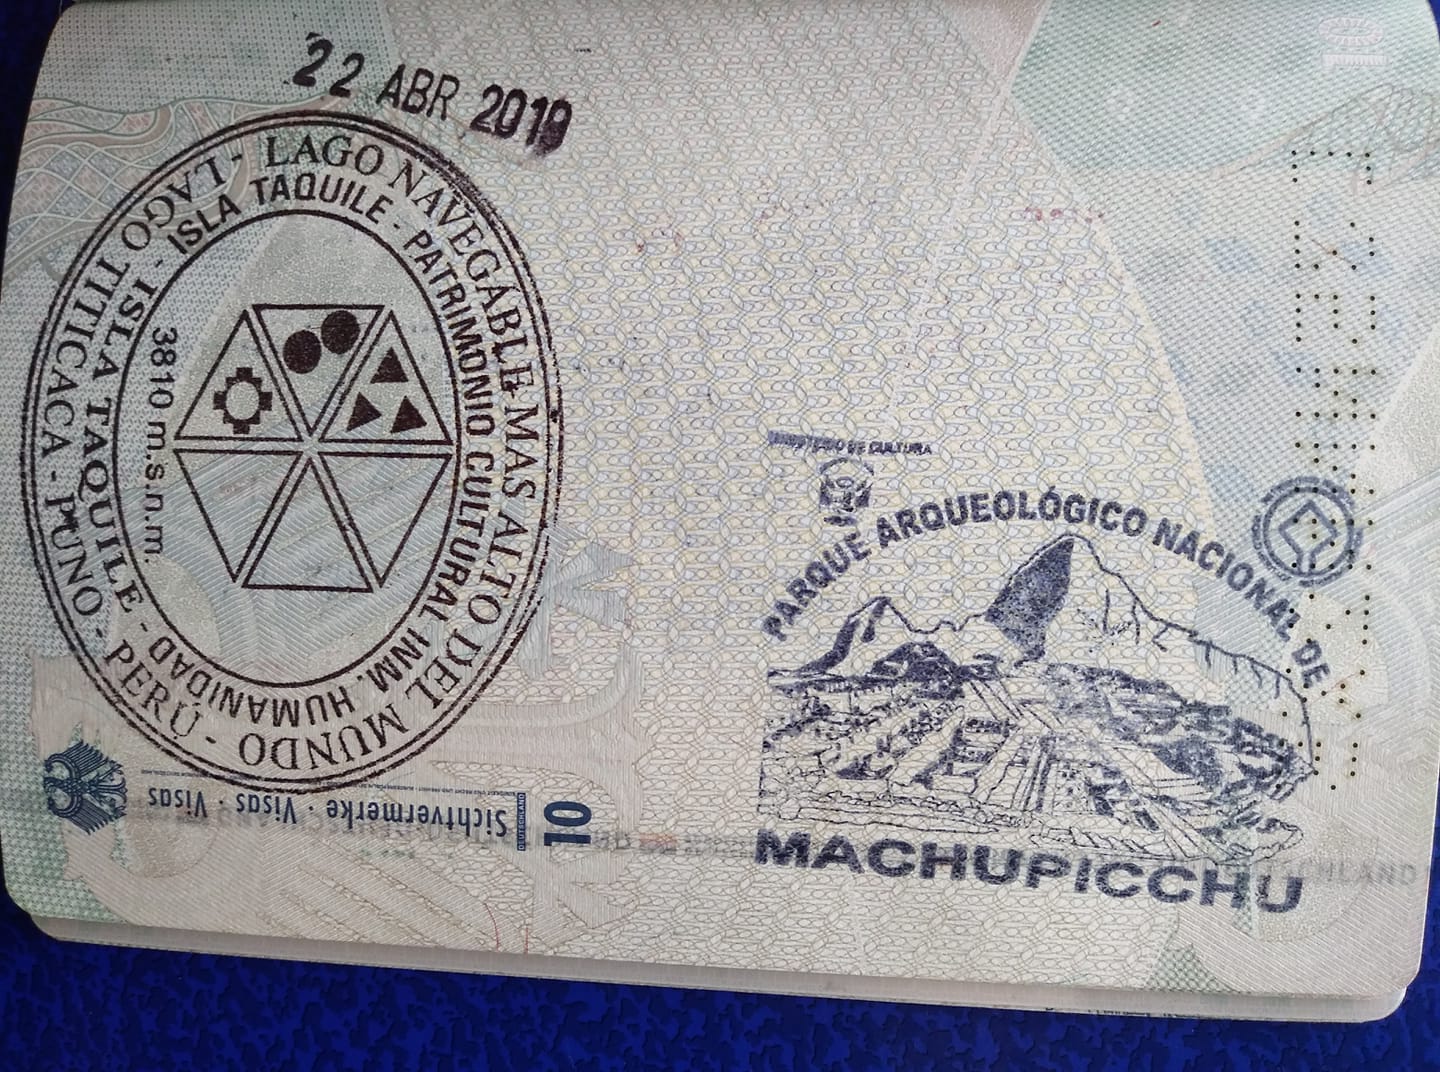 22 ABR 2019
LAGO NAVEGABLE MAS ALTO DEL MUNDO - PERÚ - PUNO - LAGO TITICACA -
ISLA TAQUILE - PATRIMONIO CULTURAL INM. HUMANIDAD - ISLA TAQUILE -
3810 m.s.n.m.
MINISTERIO DE CULTURA
PARQUE ARQUEOLÓGICO NACIONAL DE
MACHUPICCHU
DEUTSCHLAND
Sichtvermerke · Visas · Visas
10